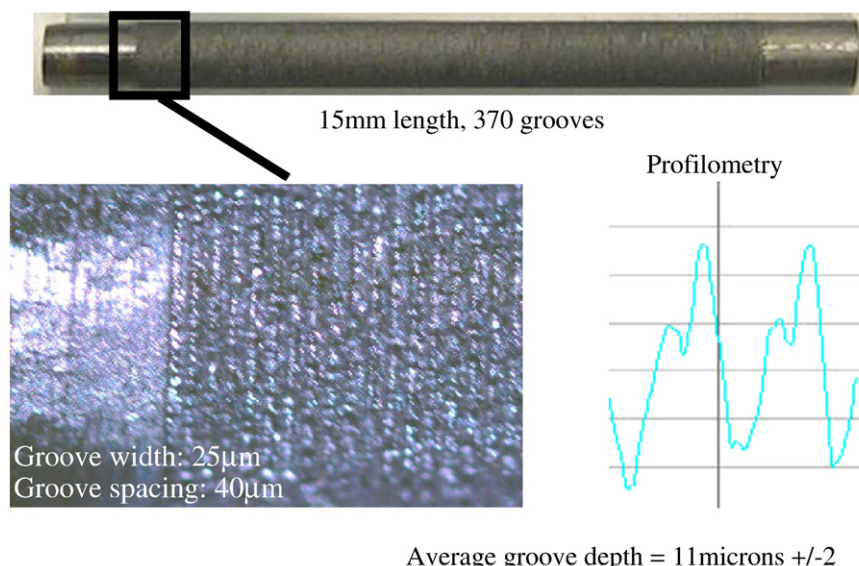 15mm length, 370 grooves
Profilometry
Groove width: 25μm
Groove spacing: 40μm
Average groove depth = 11microns +/-2